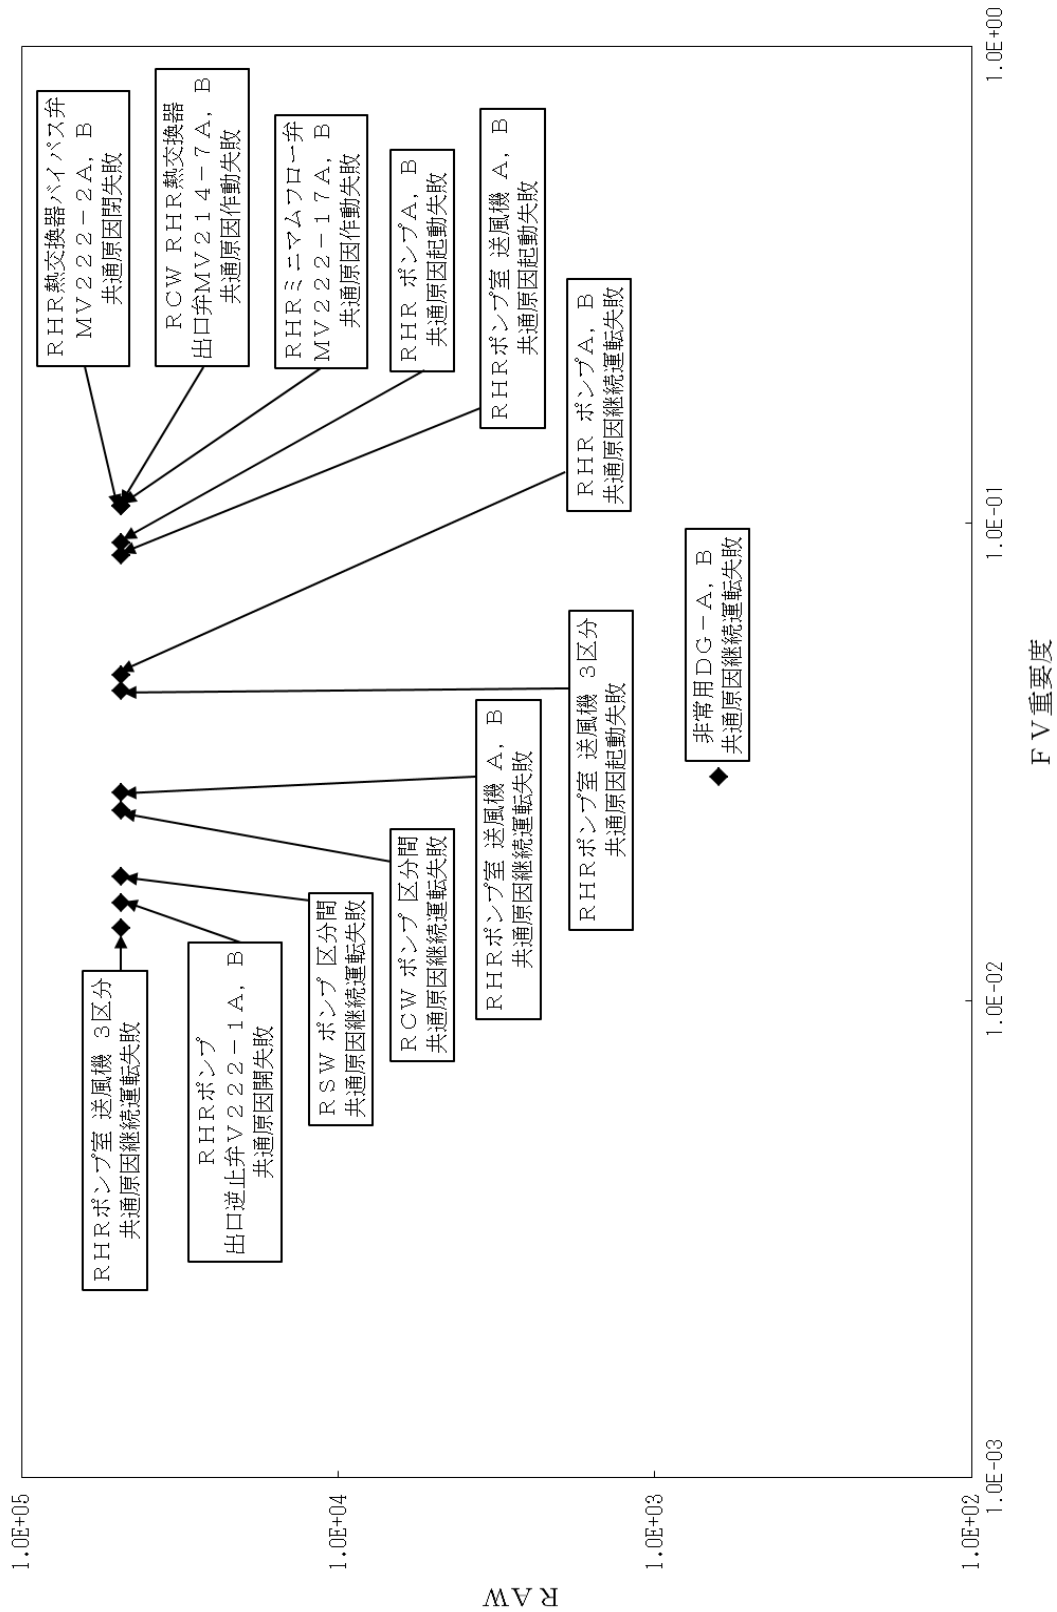 1.0E+05
1.0E+04
1.0E+03
1.0E+02
RAW
1.0E-03
1.0E-02
1.0E-01
1.0E+00
ＦＶ重要度
ＲＨＲポンプ室 送風機 3区分
共通原因継続運転失敗
ＲＨＲポンプ
出口逆止弁Ｖ２２２－１Ａ，Ｂ
共通原因開失敗
ＲＳＷ ポンプ 区分間
共通原因継続運転失敗
ＲＣＷ ポンプ 区分間
共通原因継続運転失敗
ＲＨＲポンプ室 送風機 Ａ，Ｂ
共通原因継続運転失敗
ＲＨＲポンプ室 送風機 3区分
共通原因起動失敗
非常用ＤＧ－Ａ，Ｂ
共通原因継続運転失敗
ＲＨＲ ポンプＡ，Ｂ
共通原因継続運転失敗
ＲＨＲポンプ室 送風機 Ａ，Ｂ
共通原因起動失敗
ＲＨＲ ポンプＡ，Ｂ
共通原因起動失敗
ＲＨＲミニマムフロー弁
ＭＶ２２２－１７Ａ，Ｂ
共通原因作動失敗
ＲＣＷ ＲＨＲ熱交換器
出口弁ＭＶ２１４－７Ａ，Ｂ
共通原因作動失敗
ＲＨＲ熱交換器バイパス弁
ＭＶ２２２－２Ａ，Ｂ
共通原因閉失敗